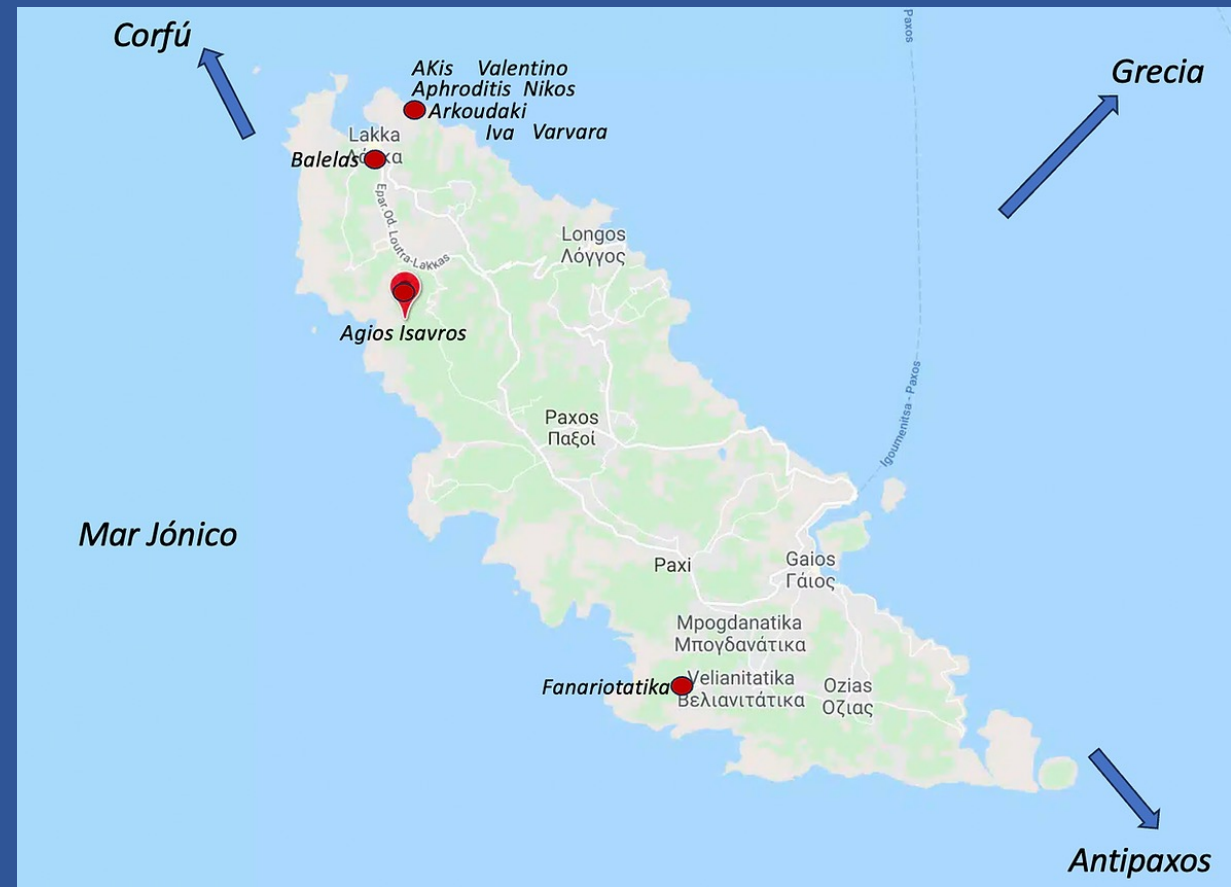 Corfú
Paxos
Grecia
AKis Valentino
Aphroditis Nikos
Arkoudaki
Iva Varvara
Lakka
Balelas
Epar.Od. Loutra-Lakkas
Longos
Λόγγος
Agios Isavros
Igoumenitsa - Paxos
Paxos
Παξοί
Mar Jónico
Paxi
Gaios
Γάιος
Mpogdanatika
Μπογδανάτικα
Fanariotatika
Velianitatika
Βελιανιτάτικα
Ozias
Οζιας
Antipaxos